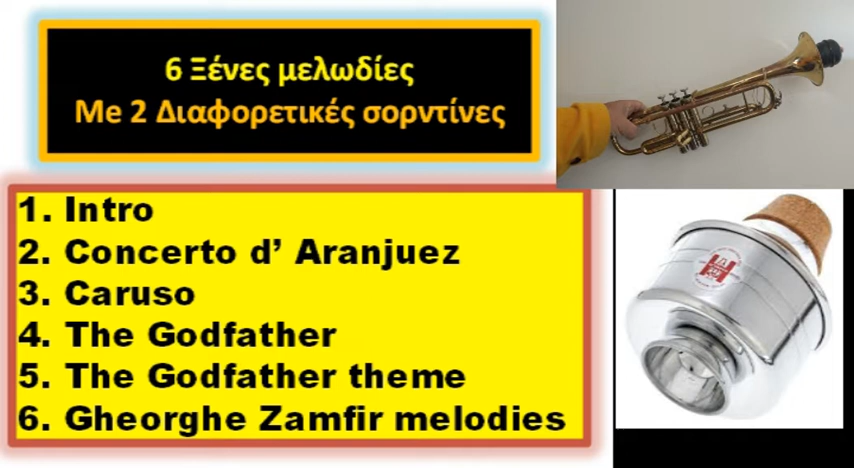 6 Ξένες μελωδίες
Με 2 Διαφορετικές σορντίνες
1. Intro
2. Concerto d’ Aranjuez
3. Caruso
4. The Godfather
5. The Godfather theme
6. Gheorghe Zamfir melodies